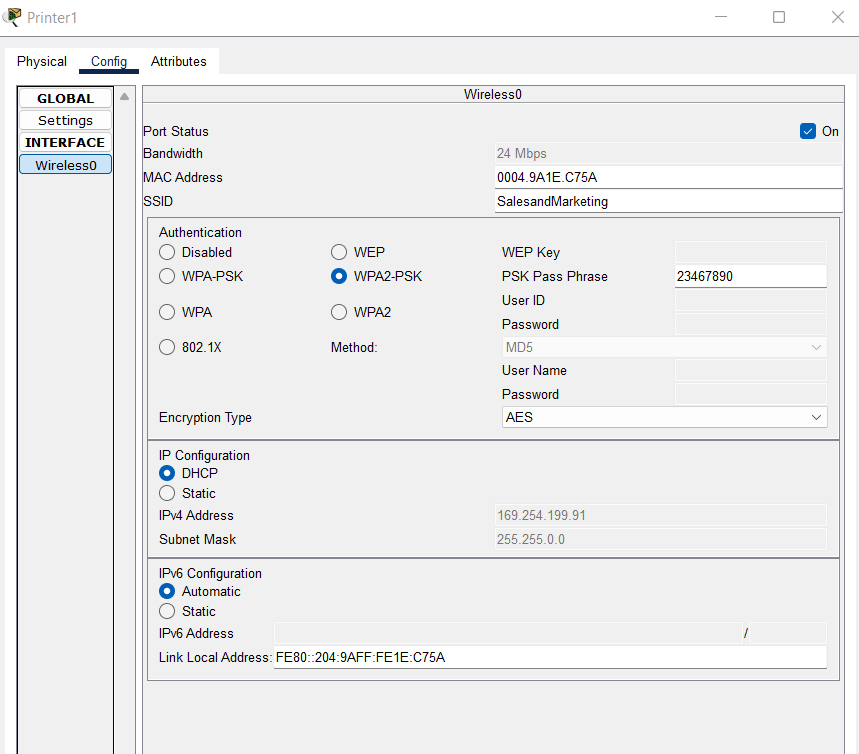 Printer1
Physical Config Attributes
GLOBAL
Settings
INTERFACE
Wireless0
Wireless0
Port Status On
Bandwidth 24 Mbps
MAC Address 0004.9A1E.C75A
SSID SalesandMarketing
Authentication
Disabled WEP WEP Key
WPA-PSK WPA2-PSK PSK Pass Phrase 23467890
User ID
WPA WPA2
Password
802.1X Method: MD5
User Name
Password
Encryption Type AES
IP Configuration
DHCP
Static
IPv4 Address 169.254.199.91
Subnet Mask 255.255.0.0
IPv6 Configuration
Automatic
Static
IPv6 Address /
Link Local Address: FE80::204:9AFF:FE1E:C75A